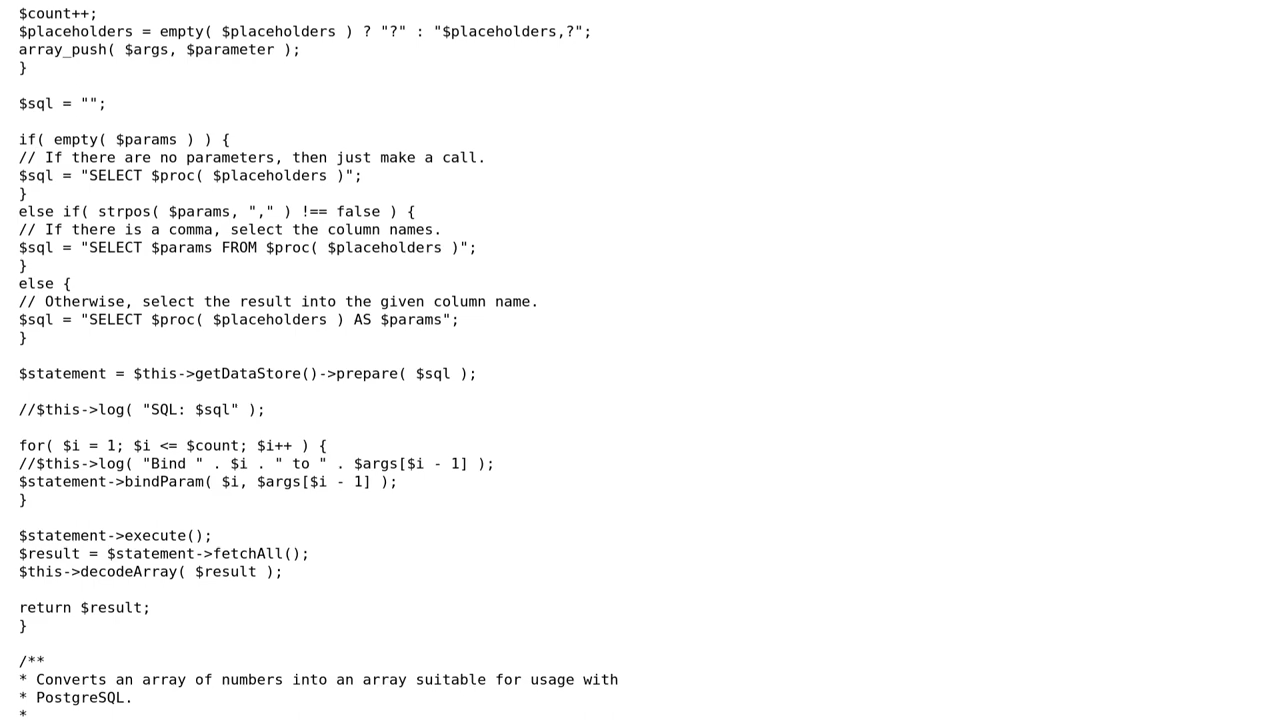 $count++;
$placeholders = empty( $placeholders ) ? "?" : "$placeholders,?";
array_push( $args, $parameter );
}

$sql = "";

if( empty( $params ) ) {
// If there are no parameters, then just make a call.
$sql = "SELECT $proc( $placeholders )";
}
else if( strpos( $params, "," ) !== false ) {
// If there is a comma, select the column names.
$sql = "SELECT $params FROM $proc( $placeholders )";
}
else {
// Otherwise, select the result into the given column name.
$sql = "SELECT $proc( $placeholders ) AS $params";
}

$statement = $this->getDataStore()->prepare( $sql );

//$this->log( "SQL: $sql" );

for( $i = 1; $i <= $count; $i++ ) {
//$this->log( "Bind " . $i . " to " . $args[$i - 1] );
$statement->bindParam( $i, $args[$i - 1] );
}

$statement->execute();
$result = $statement->fetchAll();
$this->decodeArray( $result );

return $result;
}

/**
* Converts an array of numbers into an array suitable for usage with
* PostgreSQL.
*